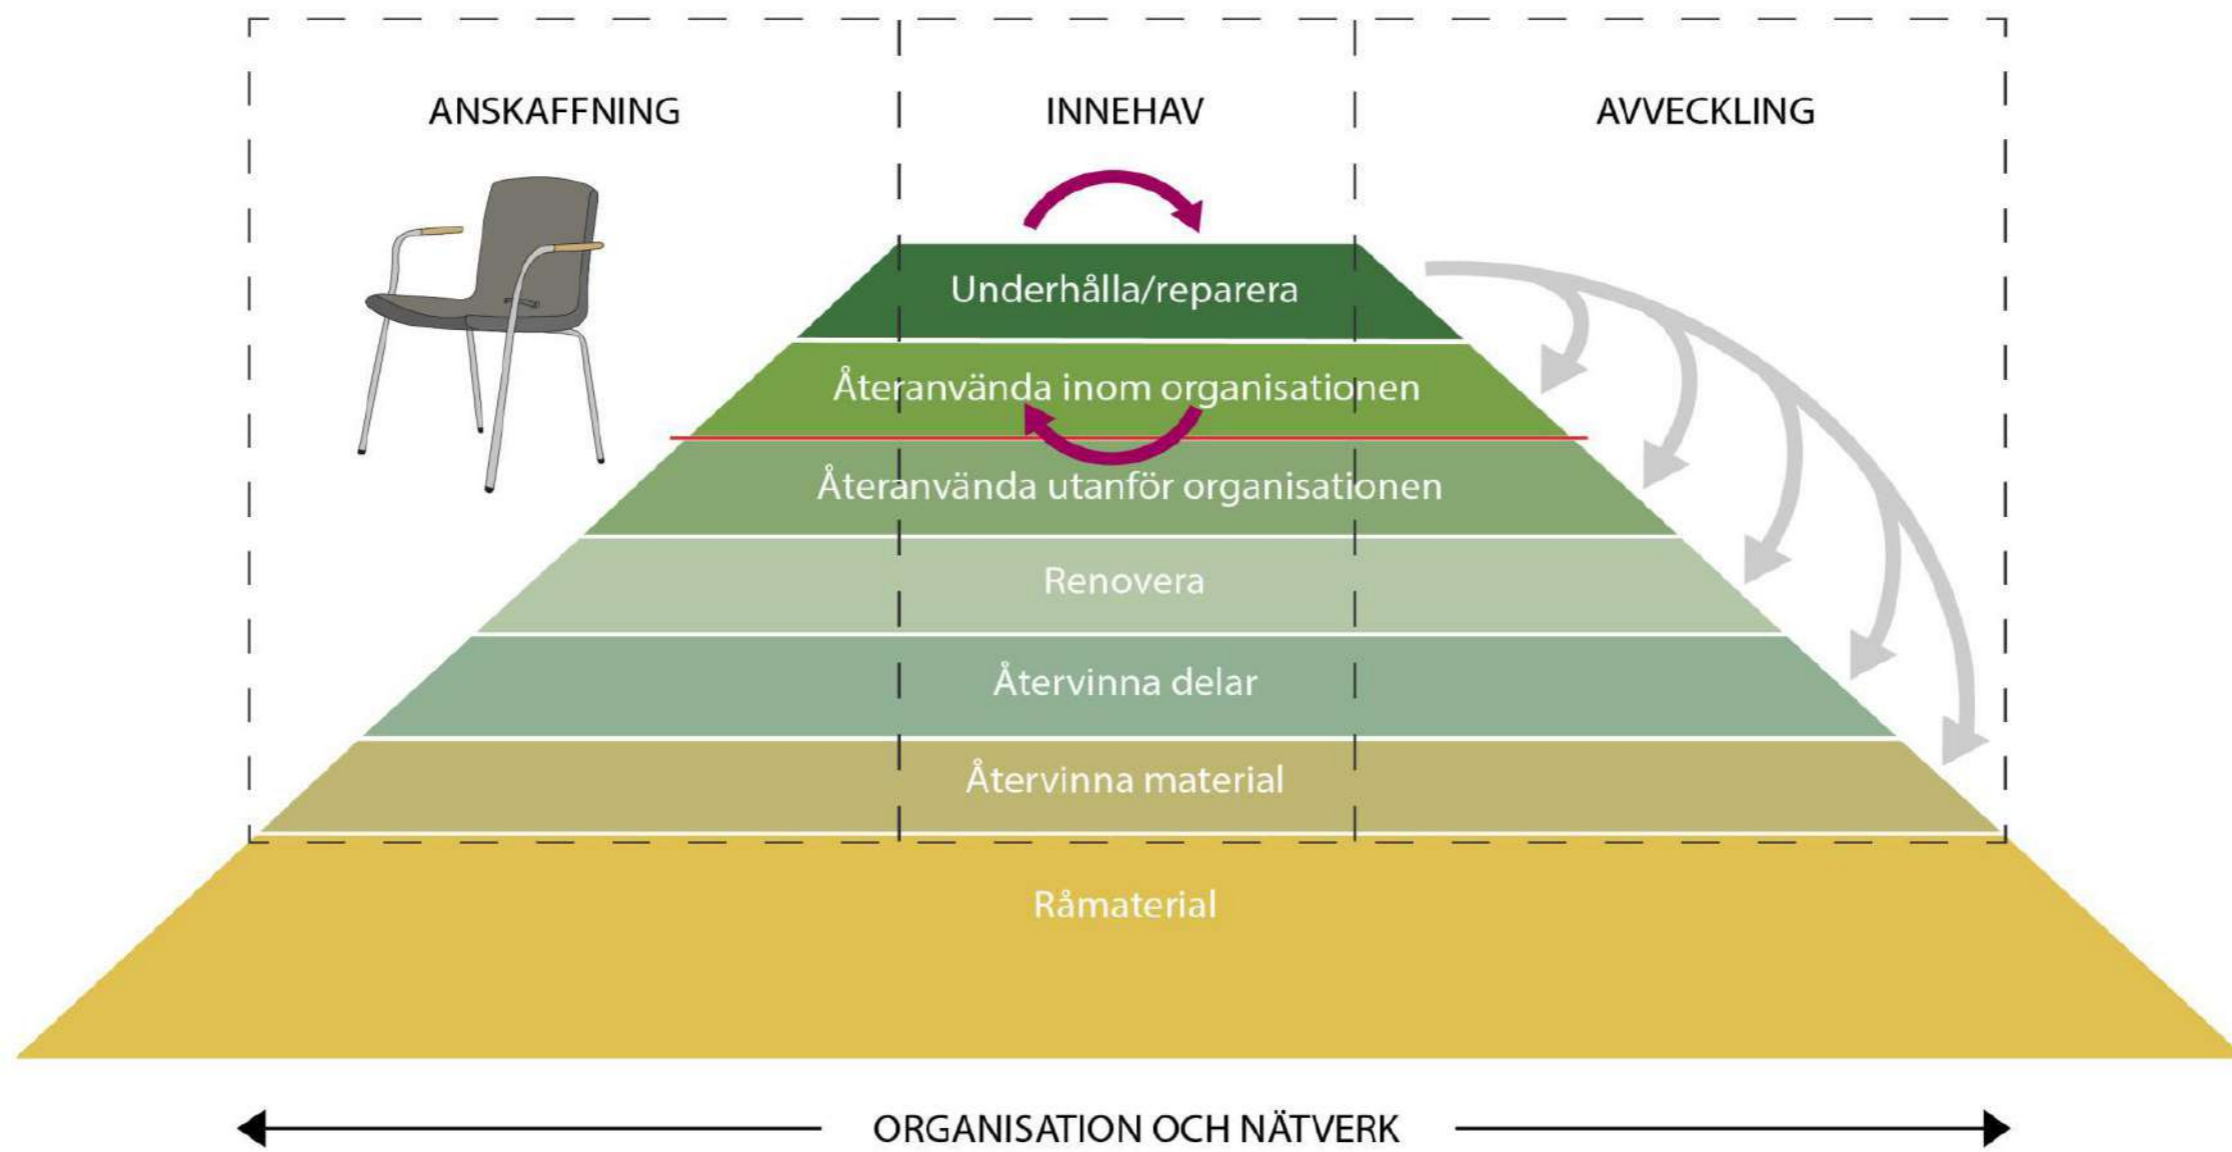 ANSKAFFNING
INNEHAV
AVVECKLING
Underhålla/reparera
Återanvända inom organisationen
Återanvända utanför organisationen
Renovera
Återvinna delar
Återvinna material
Råmaterial
ORGANISATION OCH NÄTVERK